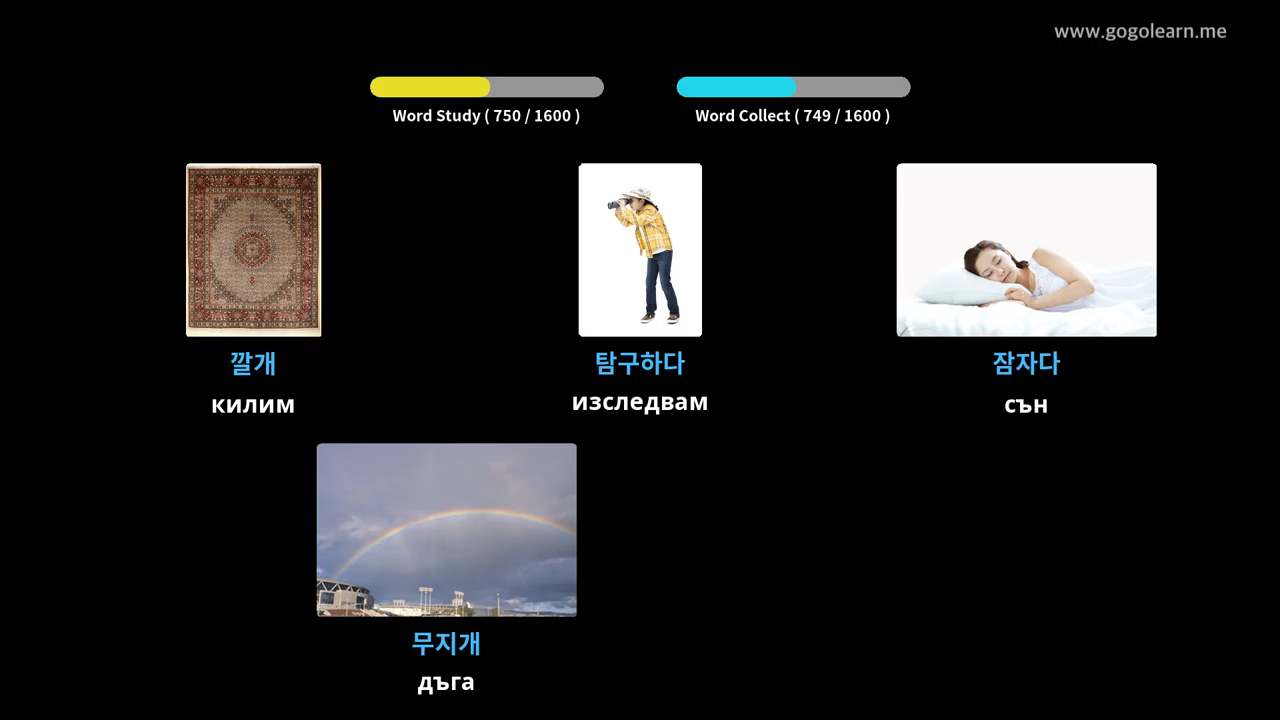 www.gogolearn.me
Word Study ( 750 / 1600 )
Word Collect ( 749 / 1600 )
깔개
탐구하다
잠자다
килим
изследвам
сън
무지개
дъга